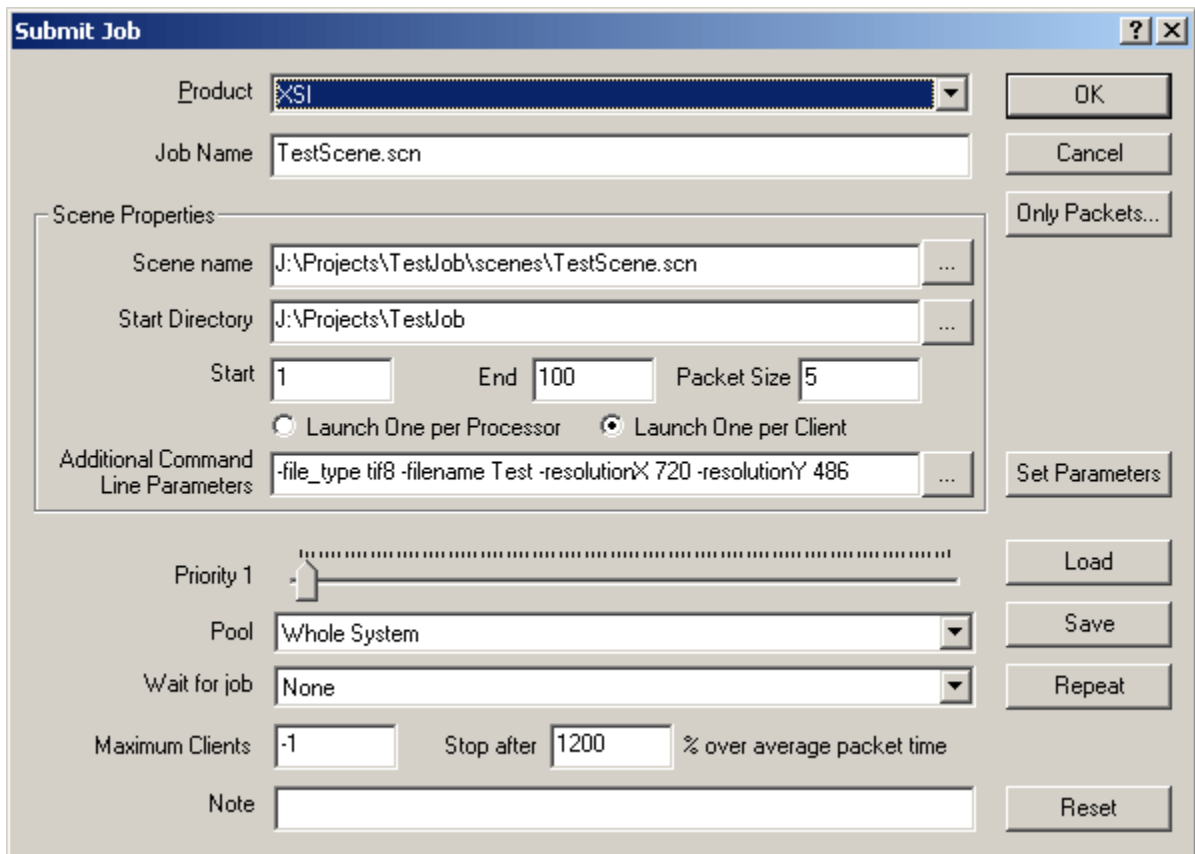 Submit Job
Product XSI OK
Job Name TestScene.scn Cancel
Scene Properties Only Packets...
Scene name J:\Projects\TestJob\scenes\TestScene.scn ...
Start Directory J:\Projects\TestJob ...
Start 1 End 100 Packet Size 5
Launch One per Processor Launch One per Client
Additional Command
Line Parameters -file_type tif8 -filename Test -resolutionX 720 -resolutionY 486 ... Set Parameters
Priority 1 Load
Pool Whole System Save
Wait for job None Repeat
Maximum Clients -1 Stop after 1200 % over average packet time
Note Reset